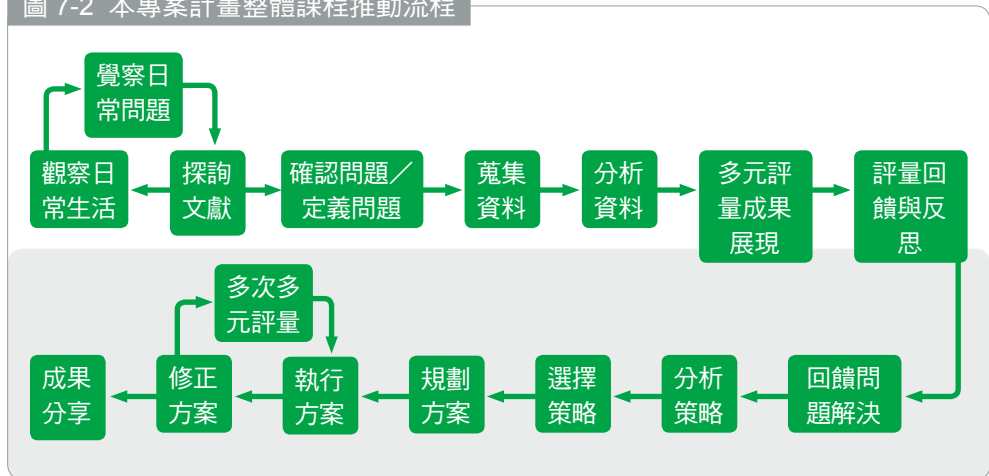 圖 7-2 本專案計畫整體課程推動流程
覺察日
常問題
觀察日
常生活
探詢
文獻
確認問題／
定義問題
蒐集
資料
分析
資料
多元評
量成果
展現
評量回
饋與反
思
多次多
元評量
成果
分享
修正
方案
執行
方案
規劃
方案
選擇
策略
分析
策略
回饋問
題解決